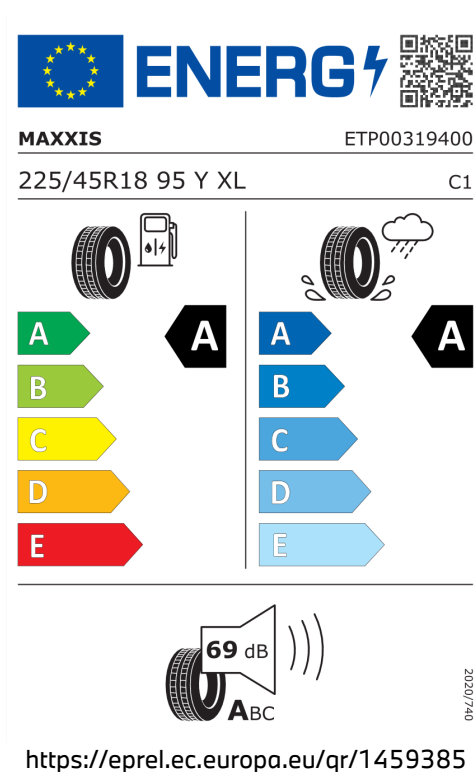 ENERG
MAXXIS ETP00319400
225/45R18 95 Y XL C1
A A A A
B B
C C
D D
E E
69 dB
ABC
2020/740
https://eprel.ec.europa.eu/qr/1459385